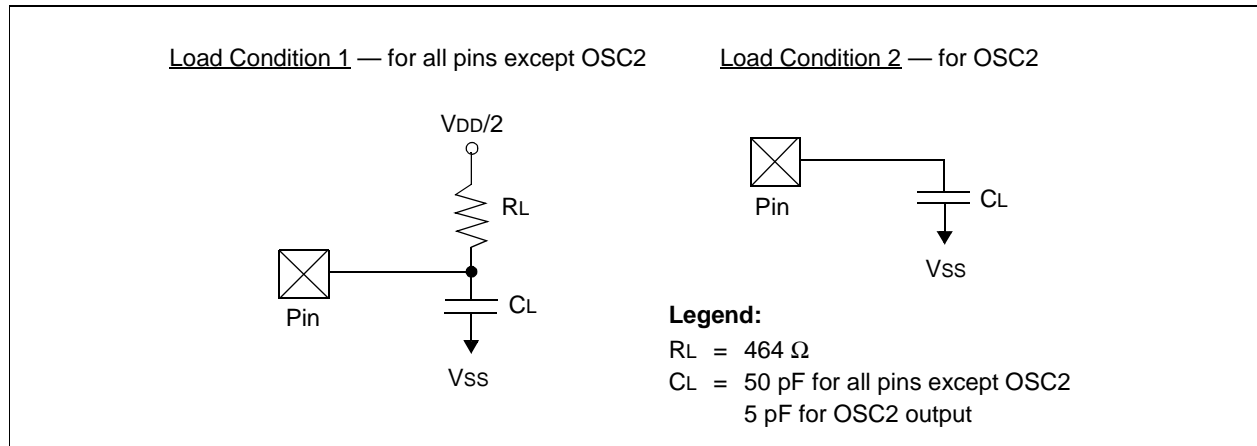 Load Condition 1 — for all pins except OSC2
VDD/2
RL
Pin
CL
VSS
Load Condition 2 — for OSC2
Pin
CL
VSS
Legend:
RL = 464 Ω
CL = 50 pF for all pins except OSC2
5 pF for OSC2 output